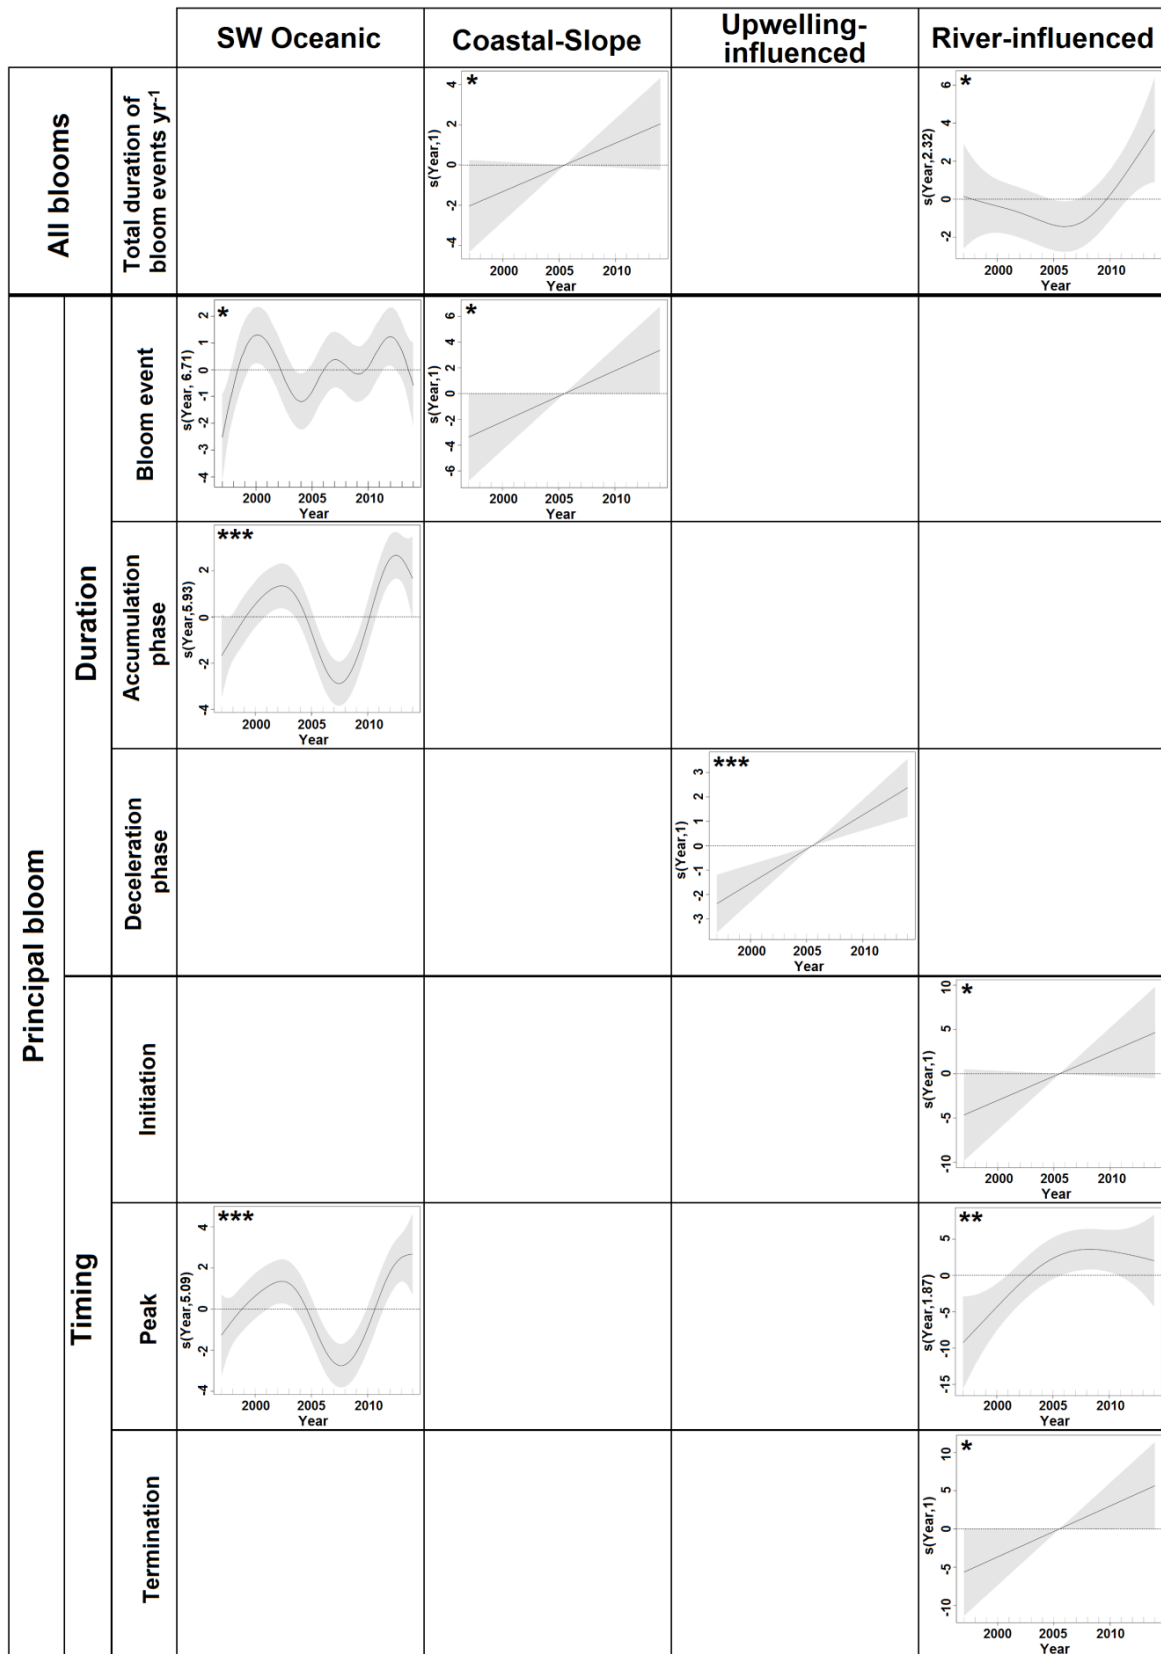 SW Oceanic
Coastal-Slope
Upwelling-
influenced
River-influenced
All blooms
Total duration of
bloom events yr⁻¹
*
s(Year,1)
4
2
0
-2
-4
2000 2005 2010
Year
*
s(Year,2.32)
6
4
2
0
-2
2000 2005 2010
Year
Principal bloom
Duration
Bloom event
*
s(Year, 6.71)
2
1
0
-1
-2
-3
-4
2000 2005 2010
Year
*
s(Year,1)
6
4
2
0
-2
-4
-6
2000 2005 2010
Year
Accumulation
phase
***
s(Year,5.93)
2
0
-2
-4
2000 2005 2010
Year
Deceleration
phase
***
s(Year,1)
3
2
1
0
-1
-2
-3
2000 2005 2010
Year
Timing
Initiation
*
s(Year,1)
10
5
0
-5
-10
2000 2005 2010
Year
Peak
***
s(Year,5.09)
4
2
0
-2
-4
2000 2005 2010
Year
**
s(Year,1.87)
5
0
-5
-10
-15
2000 2005 2010
Year
Termination
*
s(Year,1)
10
5
0
-5
-10
2000 2005 2010
Year